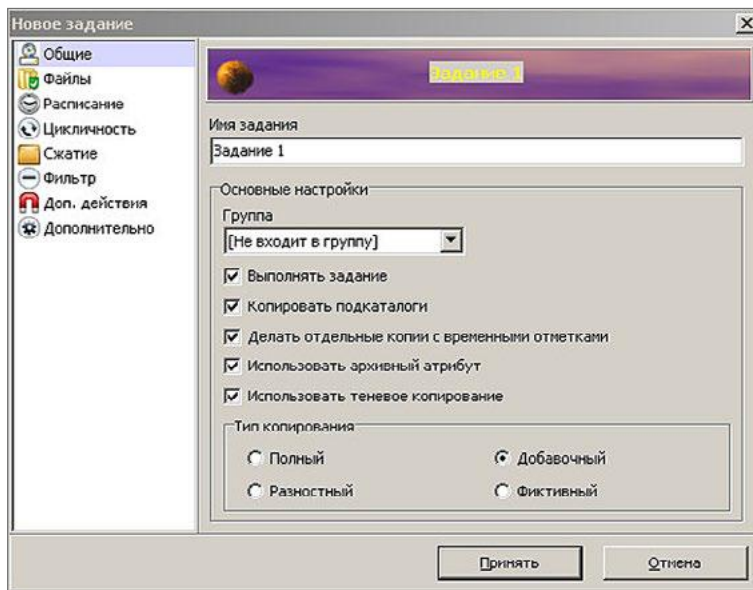 Новое задание
Общие
Файлы
Расписание
Цикличность
Сжатие
Фильтр
Доп. действия
Дополнительно
Задание 1
Имя задания
Задание 1
Основные настройки
Группа
[Не входит в группу]
Выполнять задание
Копировать подкаталоги
Делать отдельные копии с временными отметками
Использовать архивный атрибут
Использовать теневое копирование
Тип копирования
Полный Добавочный
Разностный Фиктивный
Принять Отмена